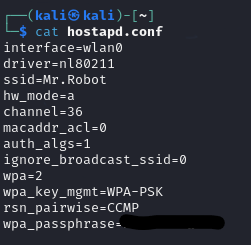 ┌──(kali㉿kali)-[~]
└─$ cat hostapd.conf
interface=wlan0
driver=nl80211
ssid=Mr.Robot
hw_mode=a
channel=36
macaddr_acl=0
auth_algs=1
ignore_broadcast_ssid=0
wpa=2
wpa_key_mgmt=WPA-PSK
rsn_pairwise=CCMP
wpa_passphrase=